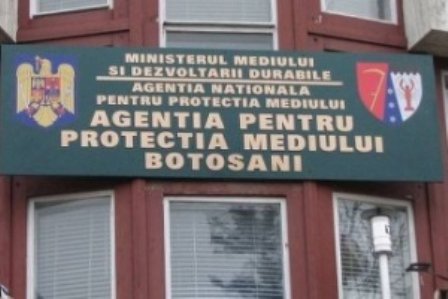 MINISTERUL MEDIULUI
SI DEZVOLTARII DURABILE
AGENTIA NATIONALA
PENTRU PROTECTIA MEDIULUI
AGENTIA PENTRU
PROTECTIA MEDIULUI
BOTOSANI